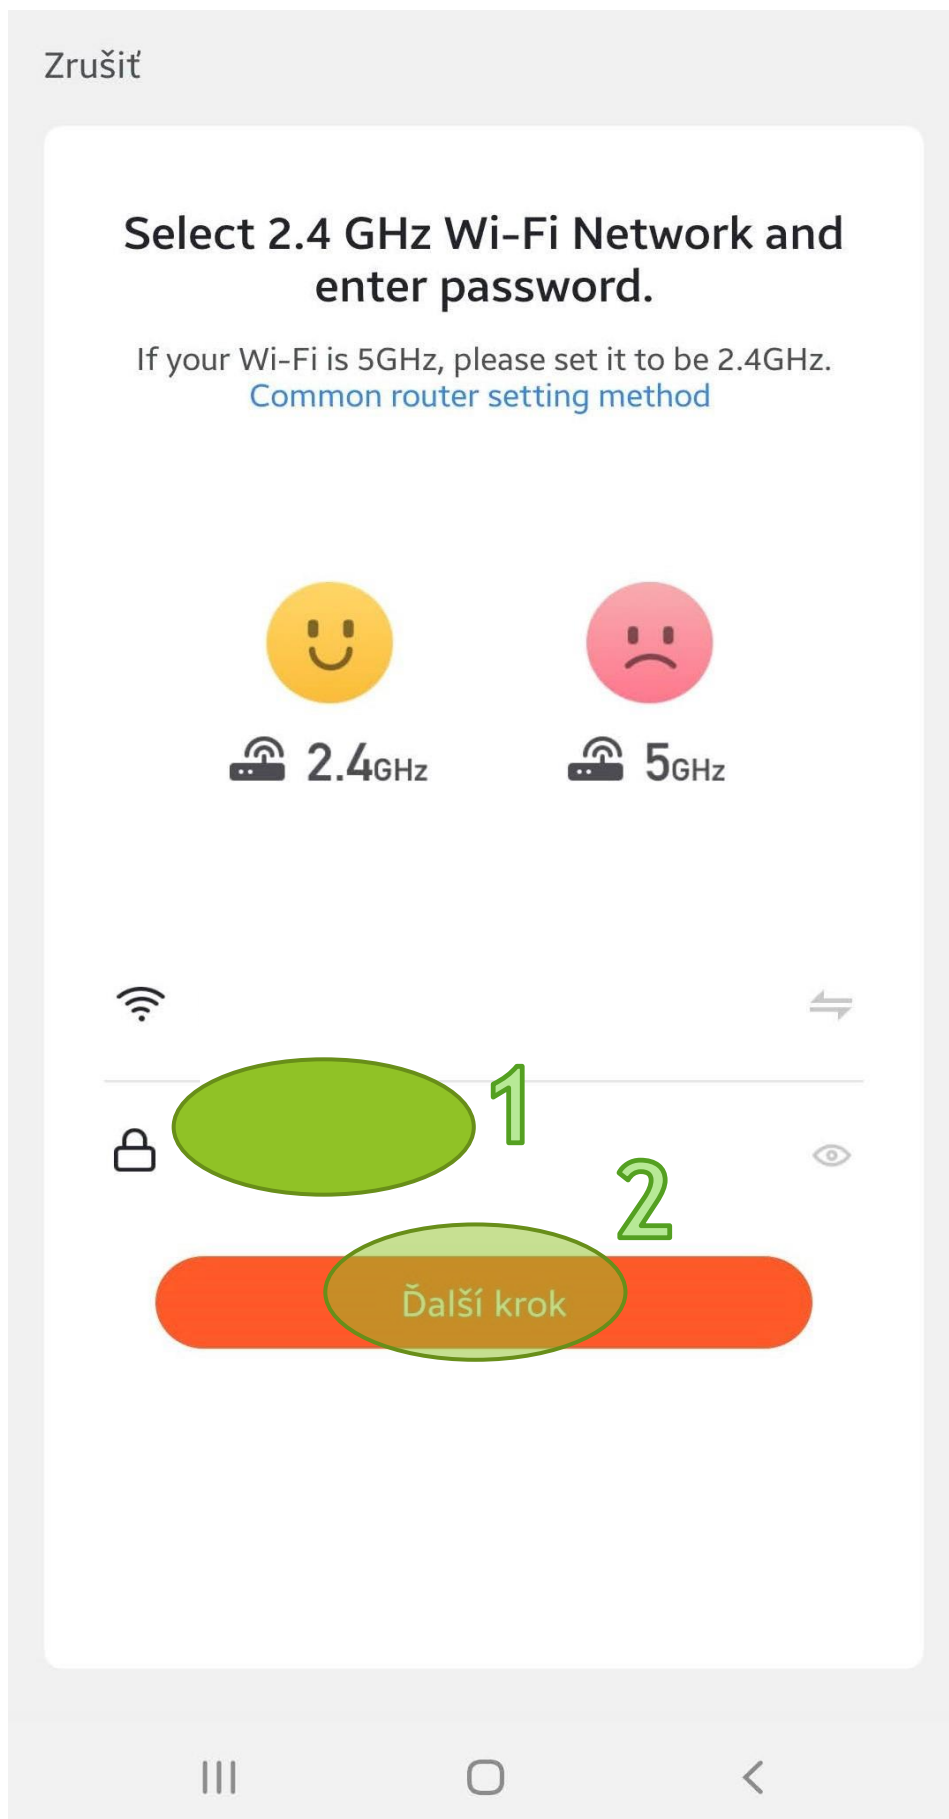 Zrušiť
Select 2.4 GHz Wi-Fi Network and
enter password.
If your Wi-Fi is 5GHz, please set it to be 2.4GHz.
Common router setting method
2.4GHz 5GHz
1
2
Ďalší krok